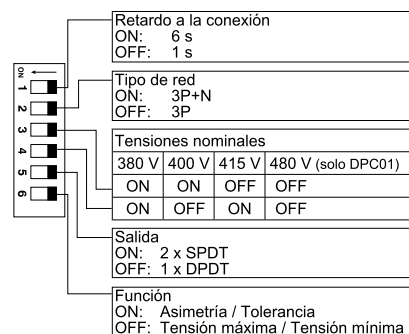 Retardo a la conexión
ON: 6 s
OFF: 1 s
Tipo de red
ON: 3P+N
OFF: 3P
Tensiones nominales
380 V 400 V 415 V 480 V (solo DPC01)
ON ON OFF OFF
ON OFF ON OFF
Salida
ON: 2 x SPDT
OFF: 1 x DPDT
Función
ON: Asimetría / Tolerancia
OFF: Tensión máxima / Tensión mínima
ON
1
2
3
4
5
6